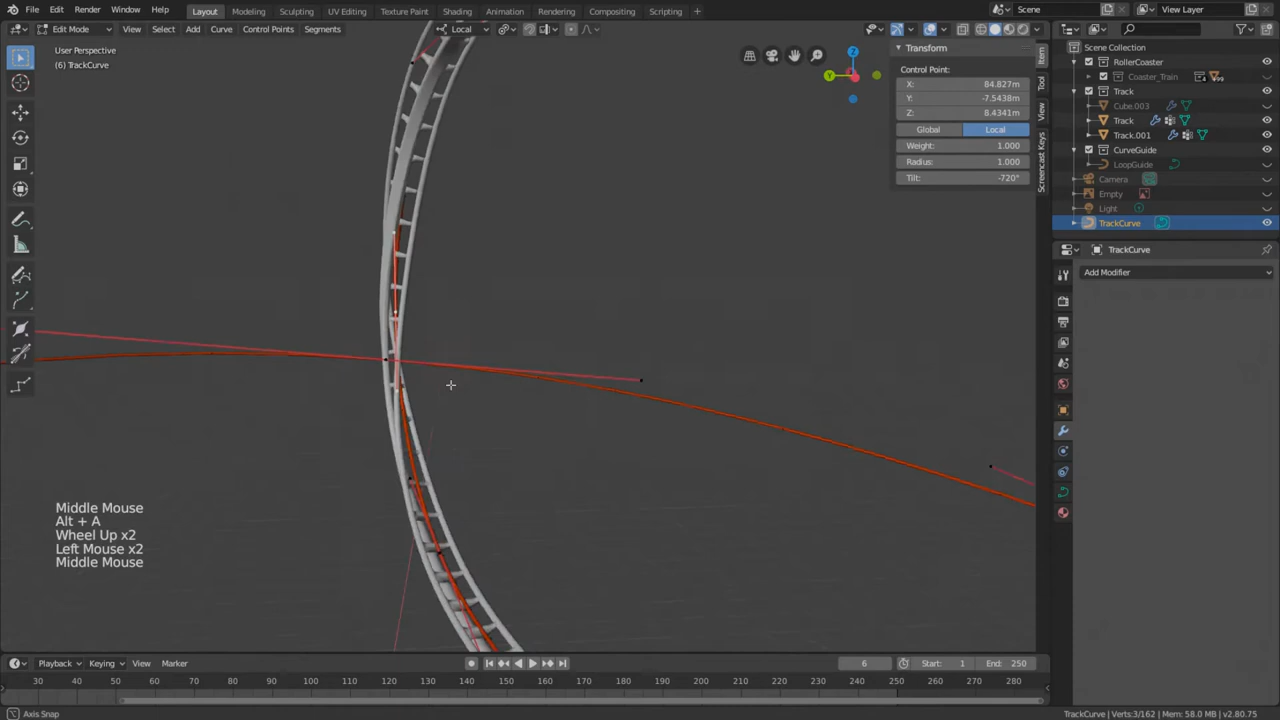 File Edit Render Window Help Layout Modeling Sculpting UV Editing Texture Paint Shading Animation Rendering Compositing Scripting + Scene View Layer
Edit Mode View Select Add Curve Control Points Segments Local
User Perspective
(6) TrackCurve
Transform
Control Point:
X: 84.827m
Y: -7.5438m
Z: 8.4341m
Global Local
Weight: 1.000
Radius: 1.000
Tilt: -720°
Item
Tool
View
Screencast Keys
Z
Y
Scene Collection
RollerCoaster
Coaster_Train
Track
Cube.003
Track
Track.001
CurveGuide
LoopGuide
Camera
Empty
Light
TrackCurve
TrackCurve
Add Modifier
Middle Mouse
Alt + A
Wheel Up x2
Left Mouse x2
Middle Mouse
Playback Keying View Marker 6 Start: 1 End: 250
30 40 50 60 70 80 90 100 110 120 130 140 150 160 170 180 190 200 210 220 230 240 250 260 270 280
Axis Snap
TrackCurve | Verts:3/162 | Mem: 58.0 MB | v2.80.75